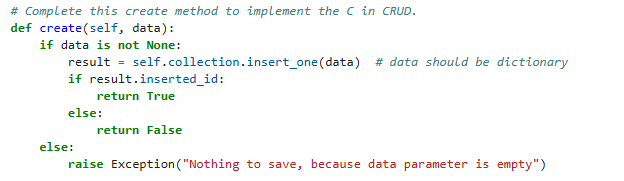 # Complete this create method to implement the C in CRUD.
def create(self, data):
    if data is not None:
        result = self.collection.insert_one(data)  # data should be dictionary
        if result.inserted_id:
            return True
        else:
            return False
    else:
        raise Exception("Nothing to save, because data parameter is empty")